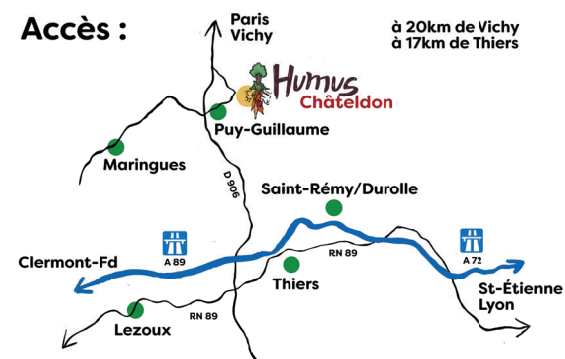 Accès :
Paris
Vichy
à 20km de Vichy
à 17km de Thiers
Humus
Châteldon
Puy-Guillaume
Maringues
D 906
Saint-Rémy/Durolle
Clermont-Fd
A 89
RN 89
A 72
Thiers
St-Étienne
Lyon
Lezoux
RN 89